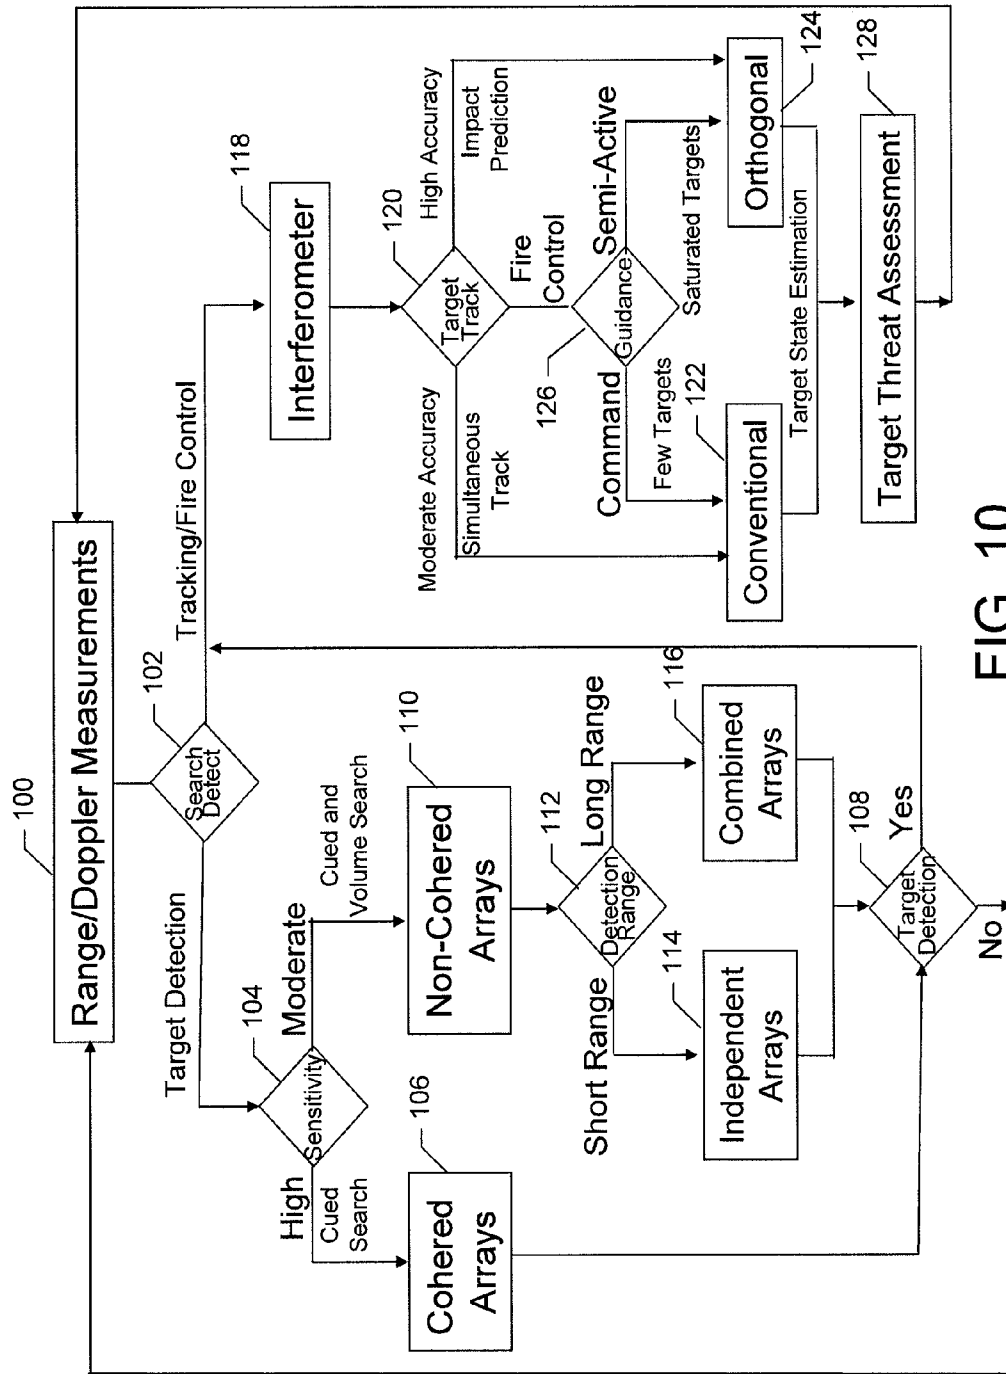 100
Range/Doppler Measurements
102
Search
Detect
Target Detection
Tracking/Fire Control
104
Sensitivity
High
Cued
Search
Moderate
Cued and
Volume Search
106
Cohered
Arrays
110
Non-Cohered
Arrays
112
Detection
Range
Short Range
Long Range
114
Independent
Arrays
116
Combined
Arrays
108
Target
Detection
Yes
No
118
Interferometer
120
Target
Track
Moderate Accuracy
Simultaneous
Track
High Accuracy
Impact
Prediction
Fire
Control
126
Guidance
Command
Few Targets
Semi-Active
Saturated Targets
122
Conventional
Orthogonal
124
Target State Estimation
128
Target Threat Assessment
FIG. 10